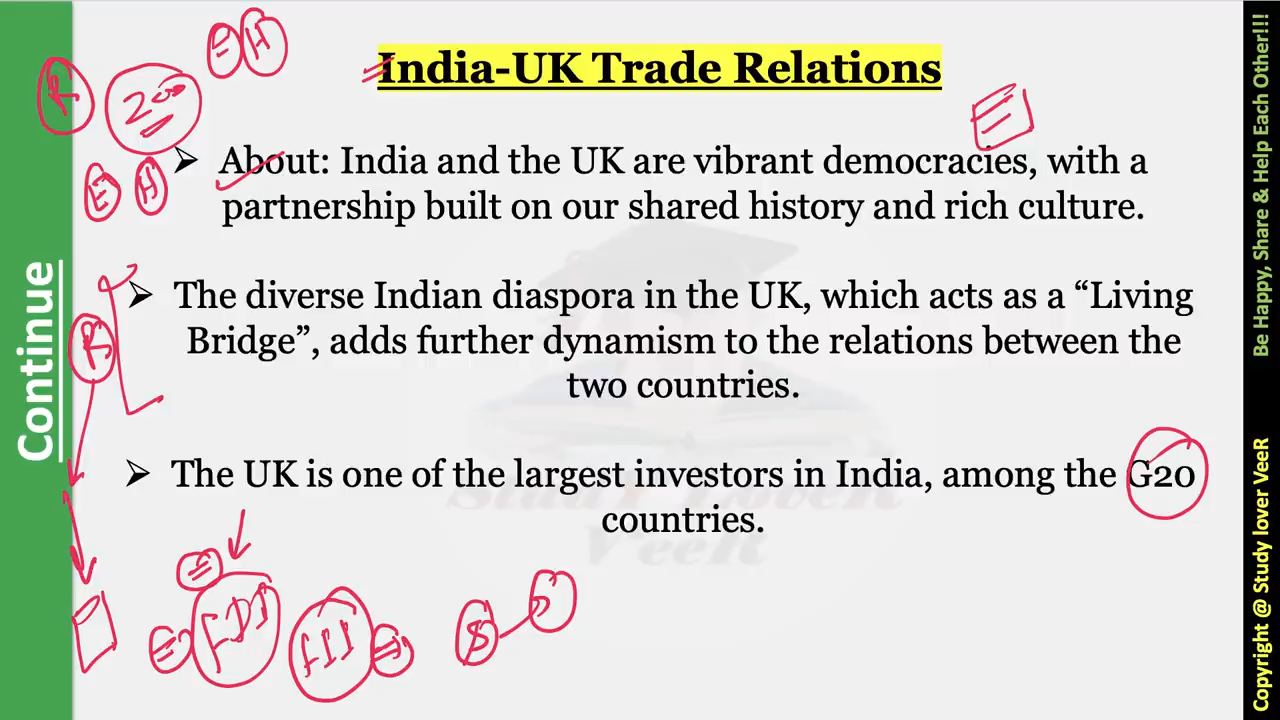 India-UK Trade Relations
➢ About: India and the UK are vibrant democracies, with a
partnership built on our shared history and rich culture.
➢ The diverse Indian diaspora in the UK, which acts as a “Living
Bridge”, adds further dynamism to the relations between the
two countries.
➢ The UK is one of the largest investors in India, among the G20
countries.
Continue
Be Happy, Share & Help Each Other!!!
Copyright @ Study lover VeeR
E H
R
200
E H
R
FDI
FII